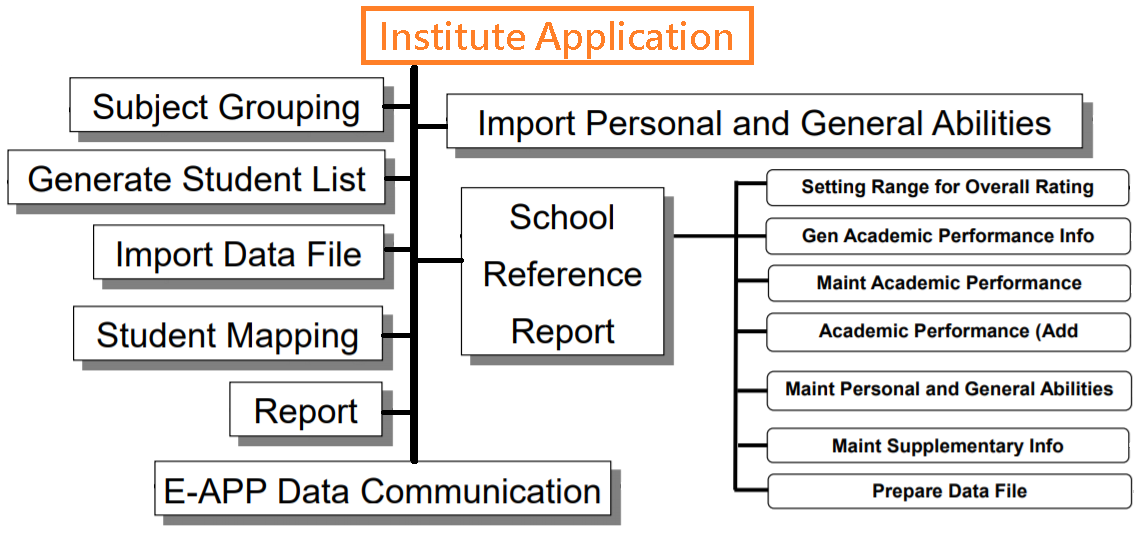 Institute Application
Subject Grouping
Import Personal and General Abilities
Generate Student List
School
Reference
Report
Import Data File
Student Mapping
Report
E-APP Data Communication
Setting Range for Overall Rating
Gen Academic Performance Info
Maint Academic Performance
Academic Performance (Add
Maint Personal and General Abilities
Maint Supplementary Info
Prepare Data File